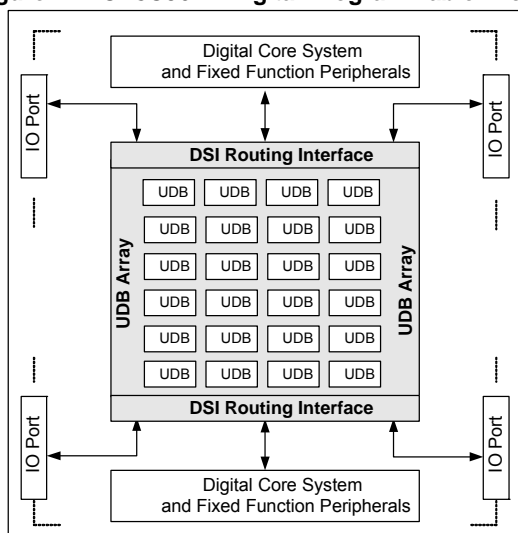 Digital Core System
and Fixed Function Peripherals
IO Port
IO Port
DSI Routing Interface
UDB UDB UDB UDB
UDB UDB UDB UDB
UDB Array
UDB Array
UDB UDB UDB UDB
UDB UDB UDB UDB
UDB UDB UDB UDB
UDB UDB UDB UDB
DSI Routing Interface
IO Port
IO Port
Digital Core System
and Fixed Function Peripherals